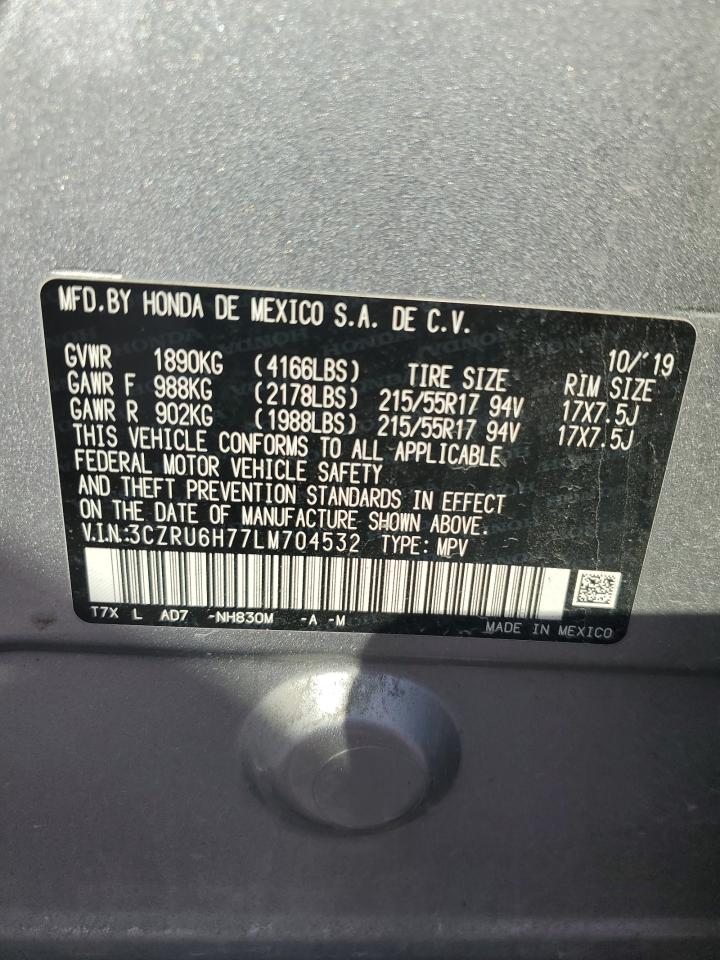 MFD.BY HONDA DE MEXICO S.A. DE C.V.
10/'19
GVWR 1890KG (4166LBS) TIRE SIZE RIM SIZE
GAWR F 988KG (2178LBS) 215/55R17 94V 17X7.5J
GAWR R 902KG (1988LBS) 215/55R17 94V 17X7.5J
THIS VEHICLE CONFORMS TO ALL APPLICABLE
FEDERAL MOTOR VEHICLE SAFETY
AND THEFT PREVENTION STANDARDS IN EFFECT
ON THE DATE OF MANUFACTURE SHOWN ABOVE.
V.I.N:3CZRU6H77LM704532 TYPE: MPV
T7X L AD7 -NH830M -A -M
MADE IN MEXICO